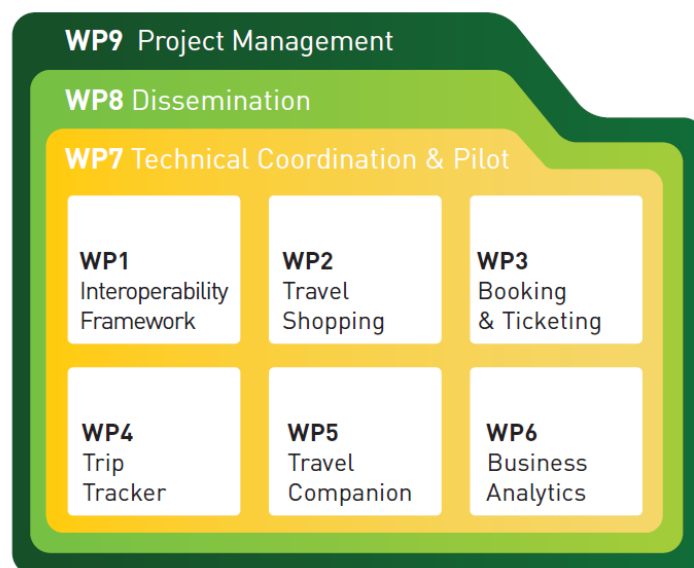 WP9 Project Management
WP8 Dissemination
WP7 Technical Coordination & Pilot
WP1
Interoperability
Framework
WP2
Travel
Shopping
WP3
Booking
& Ticketing
WP4
Trip
Tracker
WP5
Travel
Companion
WP6
Business
Analytics